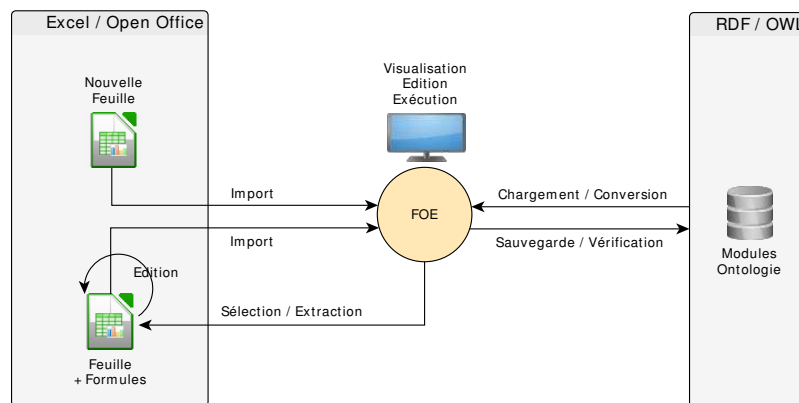 Excel / Open Office
RDF / OWL
Visualisation
Edition
Exécution
Nouvelle
Feuille
Import
FOE
Chargement / Conversion
Import
Sauvegarde / Vérification
Modules
Ontologie
Edition
Sélection / Extraction
Feuille
+ Formules